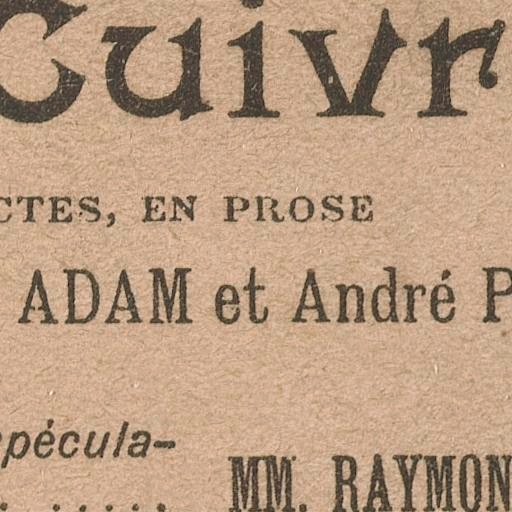 Cuivr
CTES, EN PROSE
ADAM et André P
spécula-
MM. RAYMON